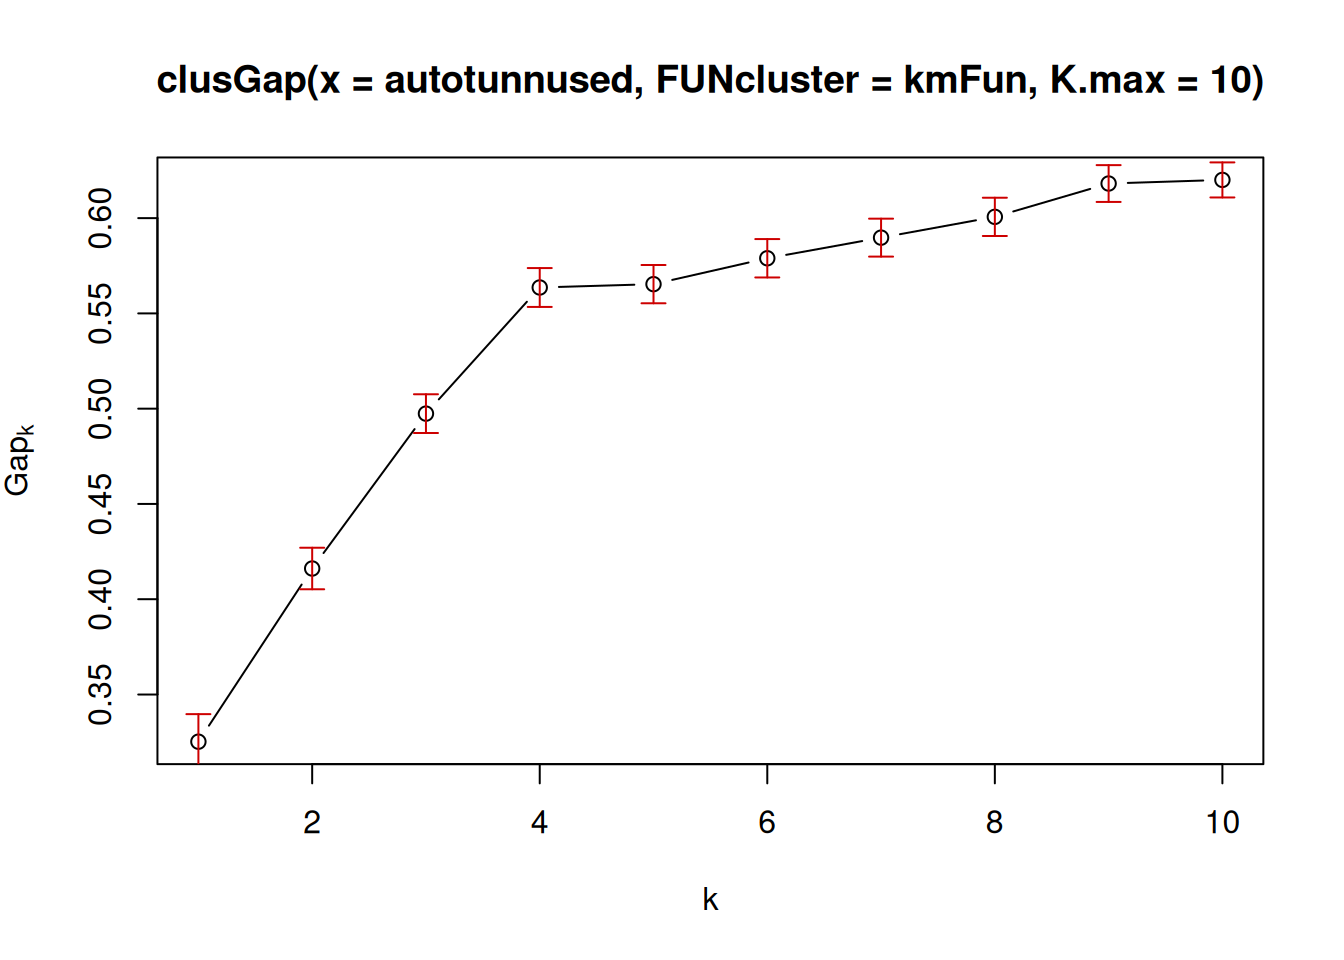 clusGap(x = autotunnused, FUNcluster = kmFun, K.max = 10)
Gapk
0.60
0.55
0.50
0.45
0.40
0.35
2 4 6 8 10
k